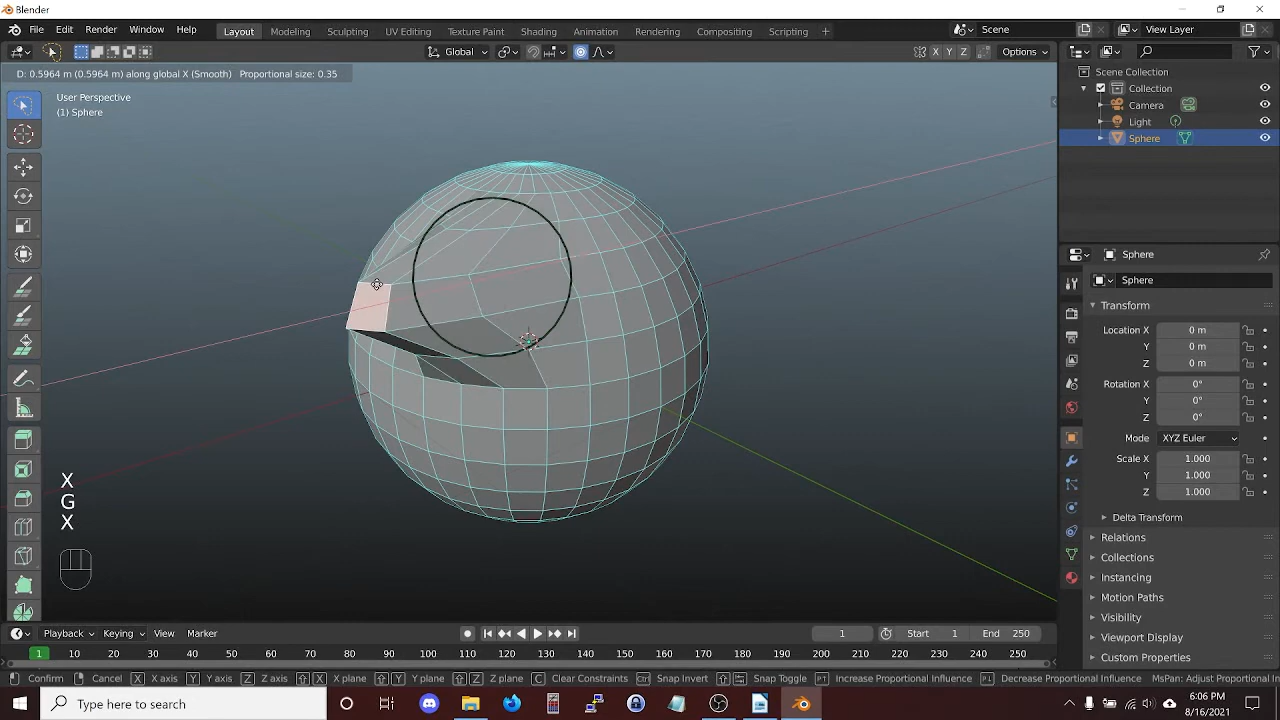 Blender
File Edit Render Window Help
Layout Modeling Sculpting UV Editing Texture Paint Shading Animation Rendering Compositing Scripting +
Scene
View Layer
Global
X Y Z
Options
D: 0.5964 m (0.5964 m) along global X (Smooth) Proportional size: 0.35
User Perspective
(1) Sphere
Scene Collection
Collection
Camera
Light
Sphere
Sphere
Sphere
Transform
Location X 0 m
Y 0 m
Z 0 m
Rotation X 0°
Y 0°
Z 0°
Mode XYZ Euler
Scale X 1.000
Y 1.000
Z 1.000
Delta Transform
Relations
Collections
Instancing
Motion Paths
Visibility
Viewport Display
Custom Properties
X
G
X
Playback Keying View Marker
1
Start 1
End 250
1 10 20 30 40 50 60 70 80 90 100 110 120 130 140 150 160 170 180 190 200 210 220 230 240 250
Confirm Cancel X X axis Y Y axis Z Z axis X X plane Y Y plane Z Z plane C Clear Constraints Snap Invert Snap Toggle Increase Proportional Influence Decrease Proportional Influence MsPan: Adjust Proportional In
Type here to search
6:06 PM
8/16/2021